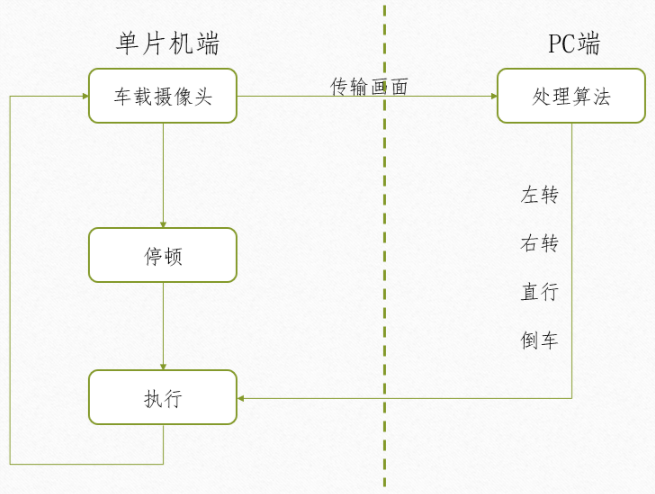 单片机端
PC端
车载摄像头
传输画面
处理算法
左转
右转
停顿
直行
倒车
执行